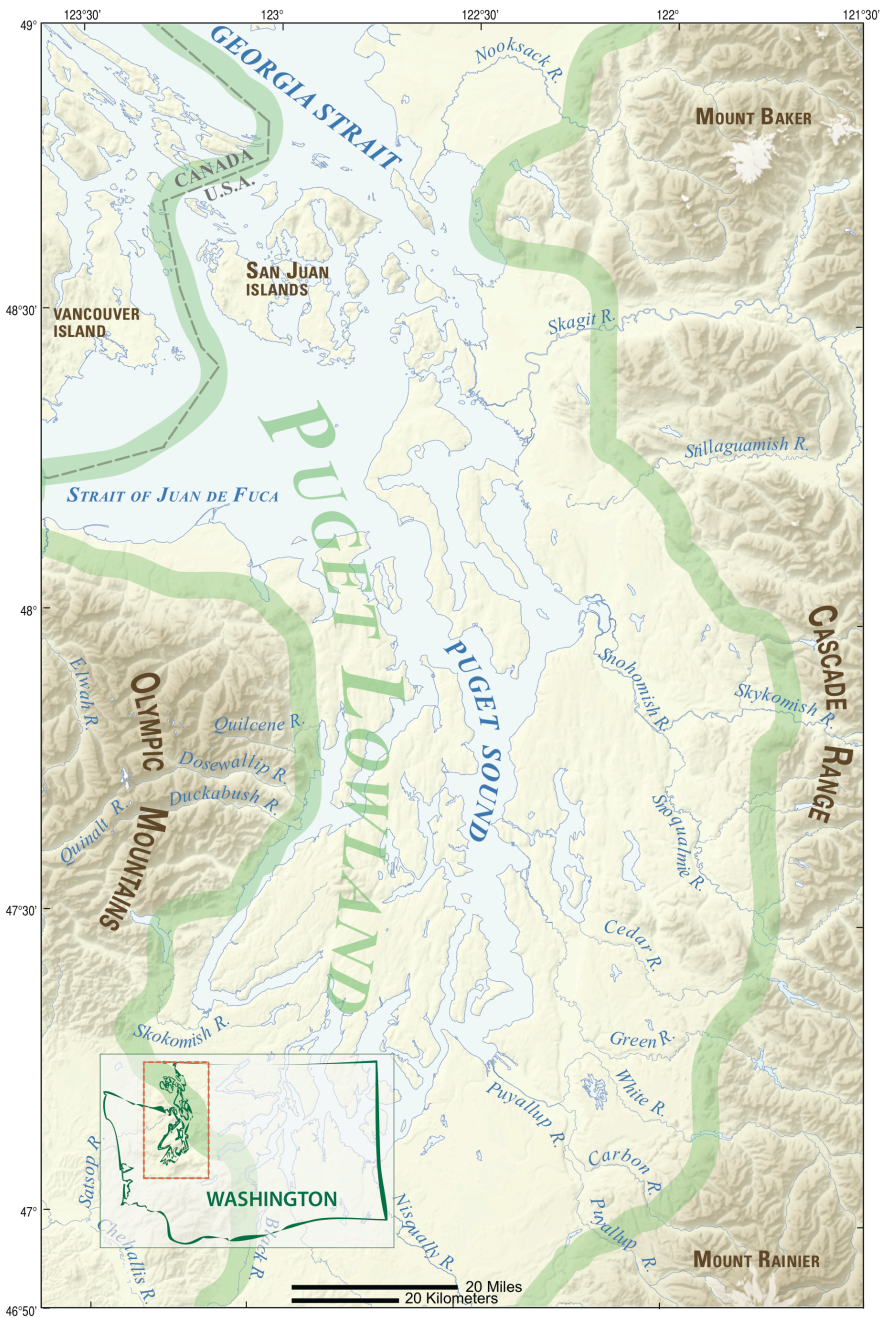 123°30'
123°
122°30'
122°
121°30'
49°
GEORGIA STRAIT
Nooksack R.
MOUNT BAKER
CANADA
U.S.A.
SAN JUAN
ISLANDS
48°30'
VANCOUVER
ISLAND
Skagit R.
PUGET LOWLAND
Stillaguamish R.
STRAIT OF JUAN DE FUCA
48°
CASCADE RANGE
PUGET SOUND
Snohomish R.
Elwah R.
OLYMPIC MOUNTAINS
Skykomish R.
Quilcene R.
Dosewallip R.
Duckabush R.
Quinalt R.
Snoqualmie R.
47°30'
Cedar R.
Skokomish R.
Green R.
White R.
Puyallup R.
Satsop R.
Carbon R.
WASHINGTON
47°
Nisqually R.
Puyallup R.
Chehallis R.
Black R.
MOUNT RAINIER
20 Miles
20 Kilometers
46°50'